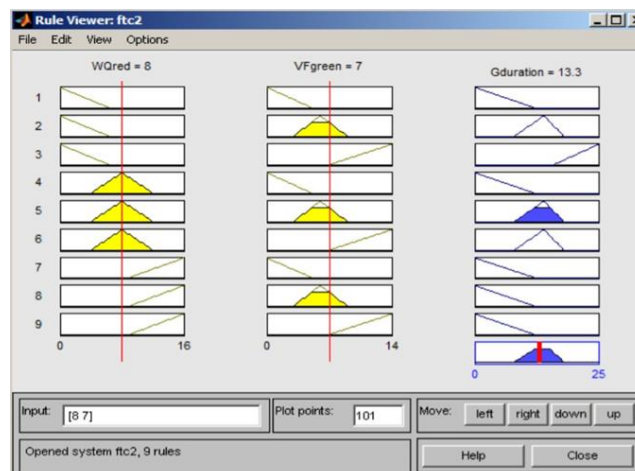 Rule Viewer: ftc2
File Edit View Options
WQred = 8 VFgreen = 7 Gduration = 13.3
1
2
3
4
5
6
7
8
9
0 16 0 14
0 25
Input: [8 7] Plot points: 101 Move: left right down up
Opened system ftc2, 9 rules Help Close